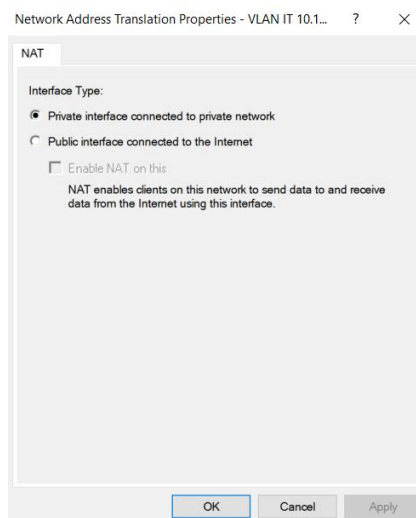 Network Address Translation Properties - VLAN IT 10.1... ? ×
NAT
Interface Type:
Private interface connected to private network
Public interface connected to the Internet
Enable NAT on this
NAT enables clients on this network to send data to and receive
data from the Internet using this interface.
OK Cancel Apply